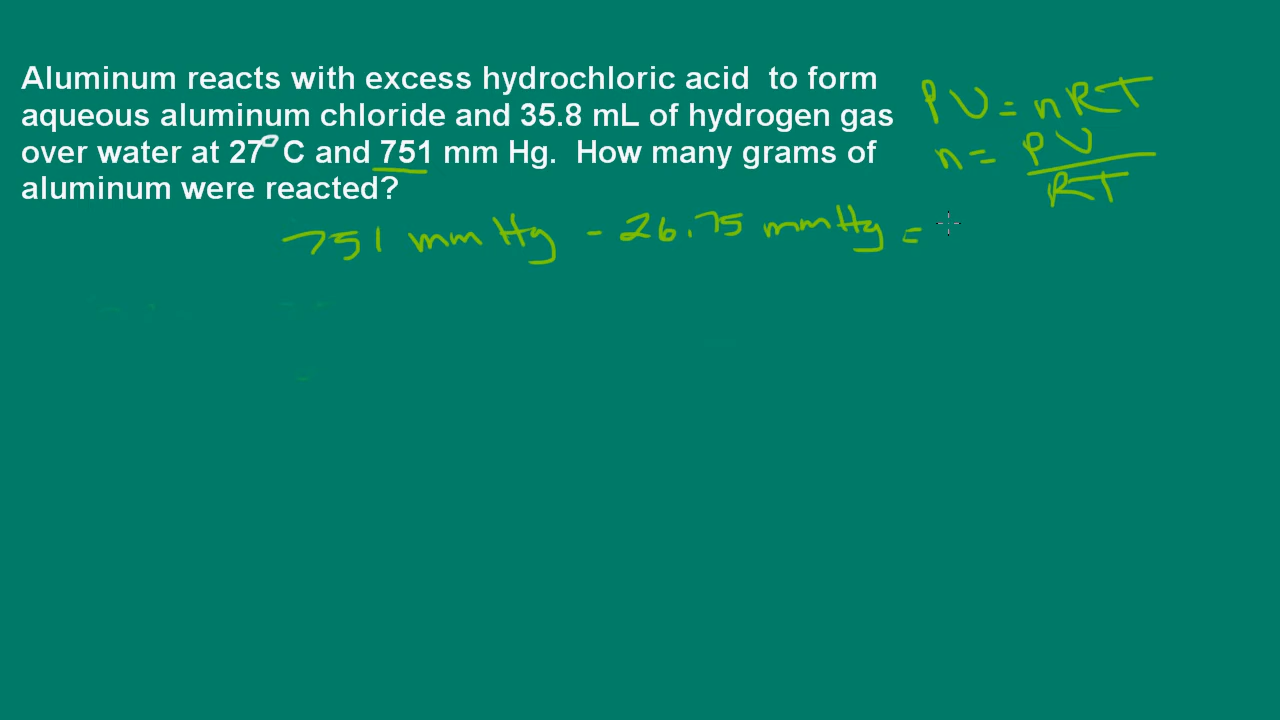 Aluminum reacts with excess hydrochloric acid to form
aqueous aluminum chloride and 35.8 mL of hydrogen gas
over water at 27° C and 751 mm Hg. How many grams of
aluminum were reacted?
PV = nRT
n = PV
RT
751 mm Hg - 26.75 mm Hg =